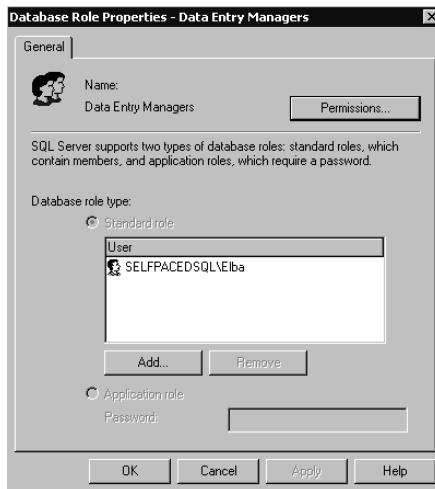 Database Role Properties - Data Entry Managers
General
Name:
Data Entry Managers
Permissions...
SQL Server supports two types of database roles: standard roles, which
contain members, and application roles, which require a password.
Database role type:
Standard role
User
SELFPACEDSQL\Elba
Add...
Remove
Application role
Password:
OK
Cancel
Apply
Help